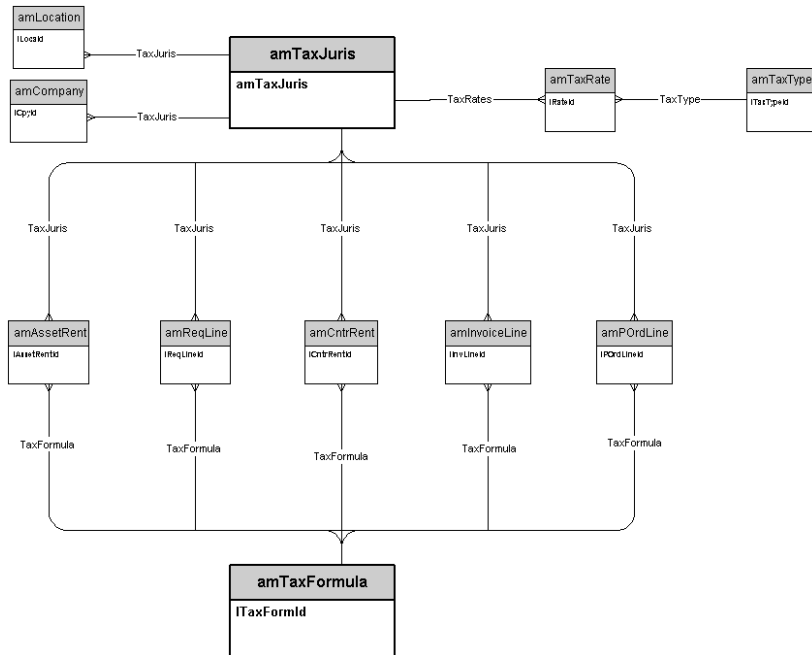 amLocation
lLocaId
TaxJuris
amTaxJuris
amTaxJuris
amCompany
lCpyId
TaxJuris
TaxRates
amTaxRate
lRateId
TaxType
amTaxType
lTaxTypeId
TaxJuris
TaxJuris
TaxJuris
TaxJuris
TaxJuris
amAssetRent
lAssetRentId
amReqLine
lReqLineId
amCntrRent
lCntrRentId
amInvoiceLine
lInvLineId
amPOrdLine
lPOrdLineId
TaxFormula
TaxFormula
TaxFormula
TaxFormula
TaxFormula
amTaxFormula
lTaxFormId